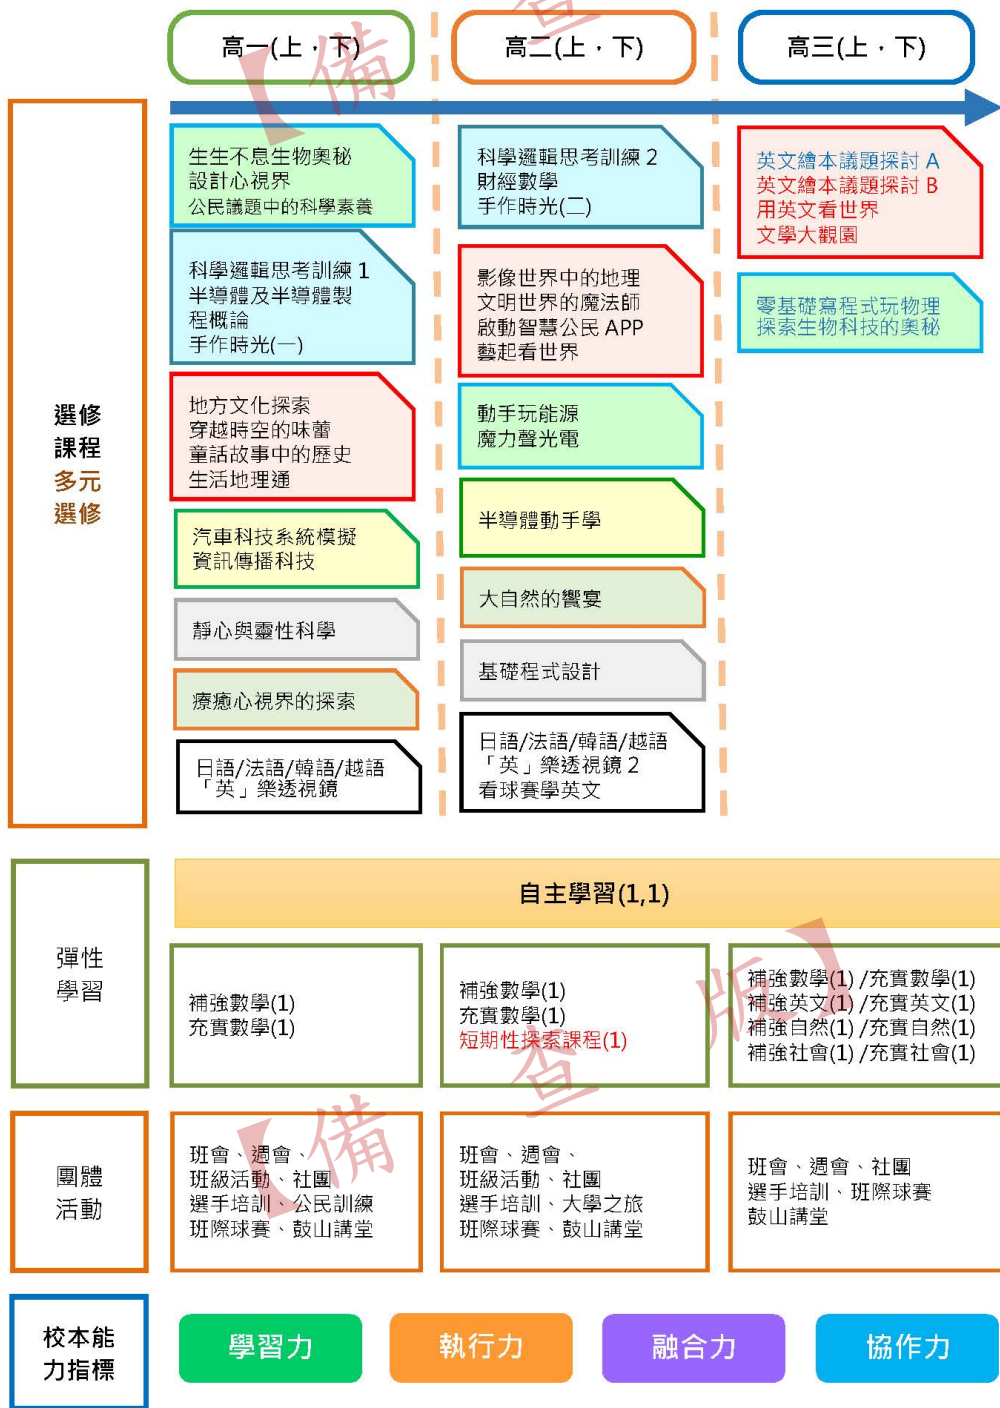 高一(上，下)
高二(上，下)
高三(上，下)
選修
課程
多元
選修
生生不息生物奧秘
設計心視界
公民議題中的科學素養
科學邏輯思考訓練 1
半導體及半導體製
程概論
手作時光(一)
地方文化探索
穿越時空的味蕾
童話故事中的歷史
生活地理通
汽車科技系統模擬
資訊傳播科技
靜心與靈性科學
療癒心視界的探索
日語/法語/韓語/越語
「英」樂透視鏡
科學邏輯思考訓練 2
財經數學
手作時光(二)
影像世界中的地理
文明世界的魔法師
啟動智慧公民 APP
藝起看世界
動手玩能源
魔力聲光電
半導體動手學
大自然的饗宴
基礎程式設計
日語/法語/韓語/越語
「英」樂透視鏡 2
看球賽學英文
英文繪本議題探討 A
英文繪本議題探討 B
用英文看世界
文學大觀園
零基礎寫程式玩物理
探索生物科技的奧秘
彈性
學習
自主學習(1,1)
補強數學(1)
充實數學(1)
補強數學(1)
充實數學(1)
短期性探索課程(1)
補強數學(1) /充實數學(1)
補強英文(1) /充實英文(1)
補強自然(1) /充實自然(1)
補強社會(1) /充實社會(1)
團體
活動
班會、週會、
班級活動、社團
選手培訓、公民訓練
班際球賽、鼓山講堂
班會、週會、
班級活動、社團
選手培訓、大學之旅
班際球賽、鼓山講堂
班會、週會、社團
選手培訓、班際球賽
鼓山講堂
校本能
力指標
學習力
執行力
融合力
協作力
【備查
【備查版】